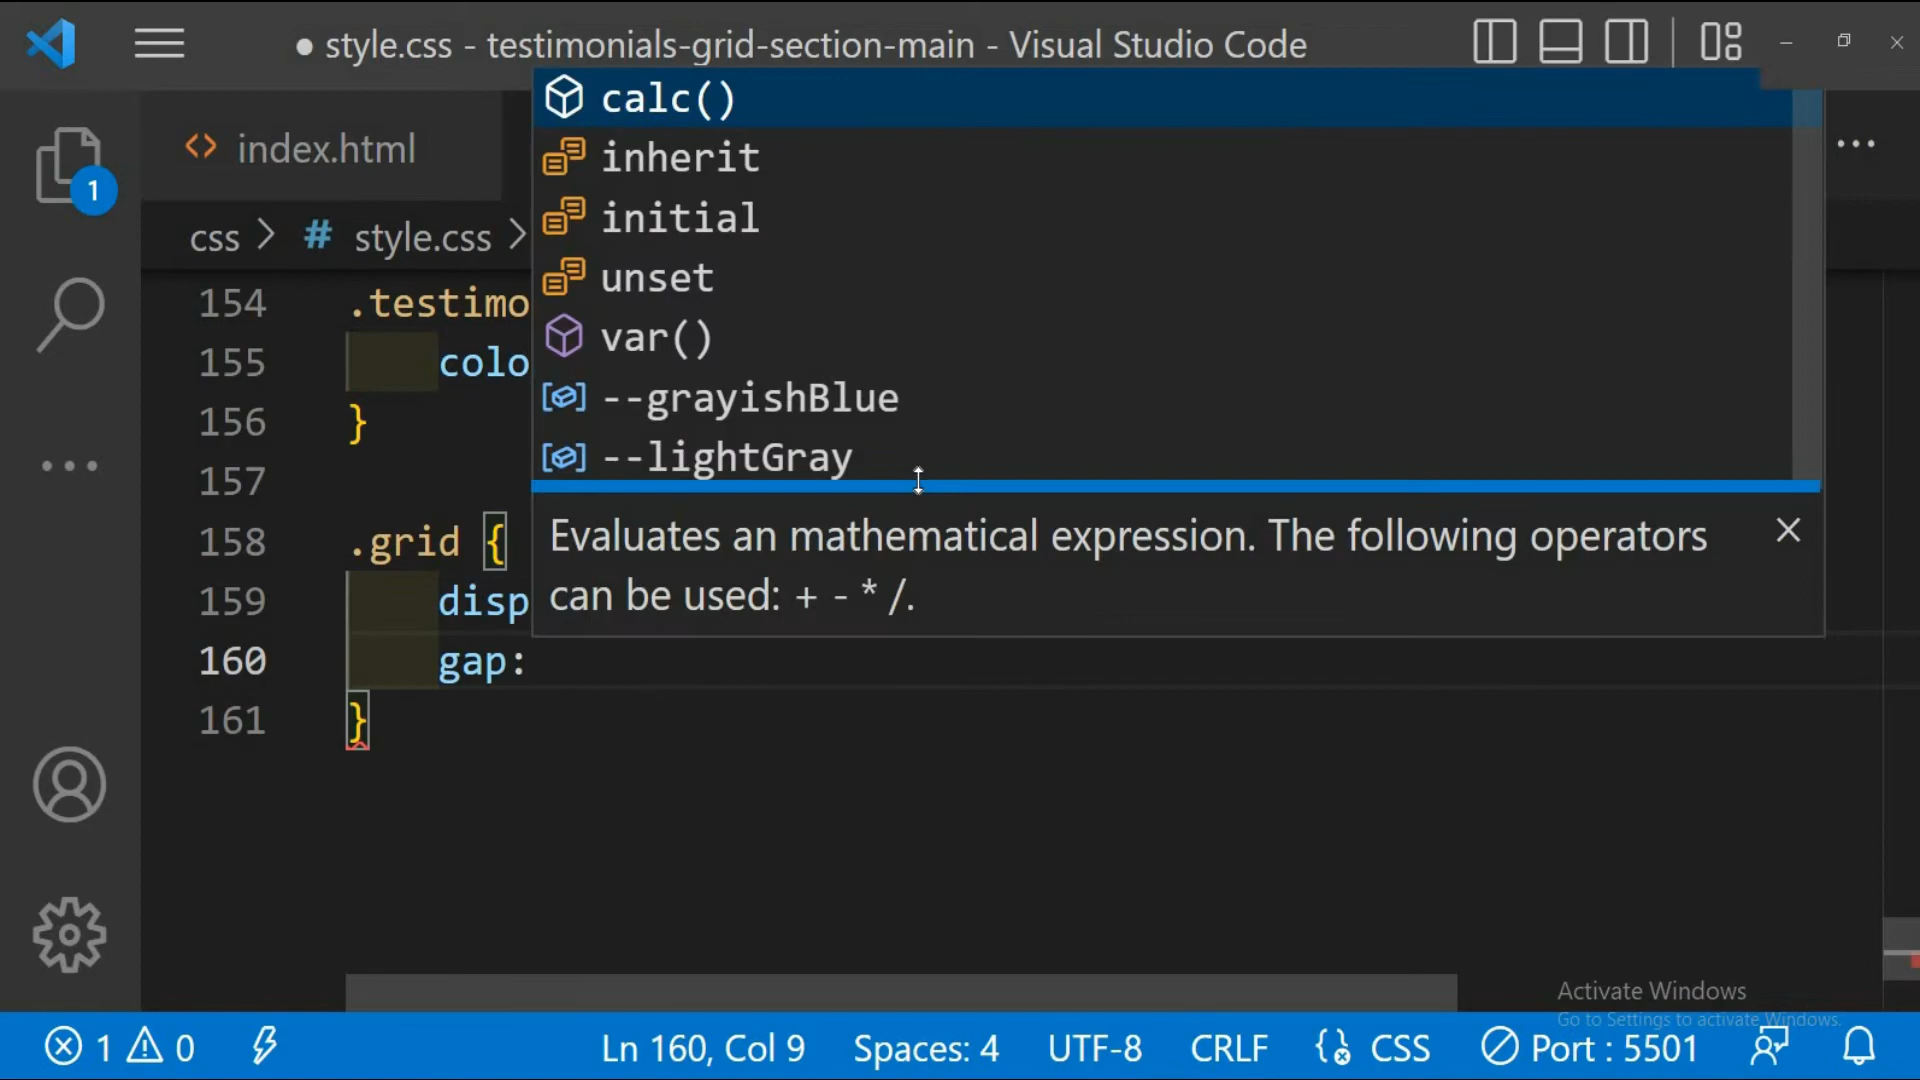 ● style.css - testimonials-grid-section-main - Visual Studio Code
calc()
index.html
inherit
css > # style.css >
initial
unset
var()
--grayishBlue
--lightGray
154 .testimo
155 colo
156 }
157
158 .grid {
159 disp
160 gap:
161 }
Evaluates an mathematical expression. The following operators
can be used: + - * /.
1
Activate Windows
Go to Settings to activate Windows.
1 0 Ln 160, Col 9 Spaces: 4 UTF-8 CRLF CSS Port : 5501